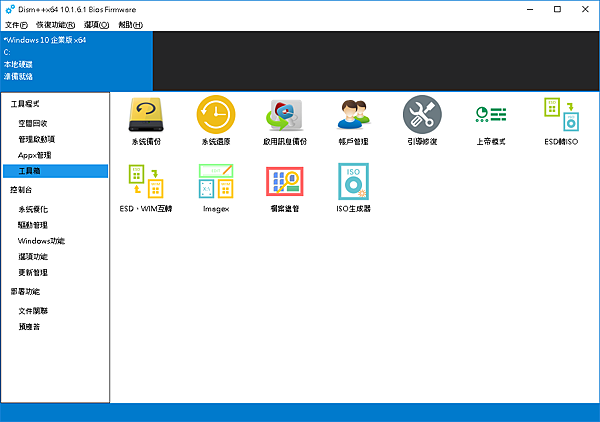 Dism++x64 10.1.6.1 Bios Firmware
文件(F) 恢復功能(R) 選項(O) 幫助(H)
*Windows 10 企業版 x64
C:
本地硬碟
準備就緒
工具程式
空間回收
管理啟動項
Appx管理
工具箱
控制台
系統優化
驅動管理
Windows功能
選項功能
更新管理
部署功能
文件關聯
預應答
系統備份 系統還原 啟用訊息備份 帳戶管理 引導修復 上帝模式 ESD轉ISO
ESD、WIM互轉 Imagex 檔案進管 ISO生成器